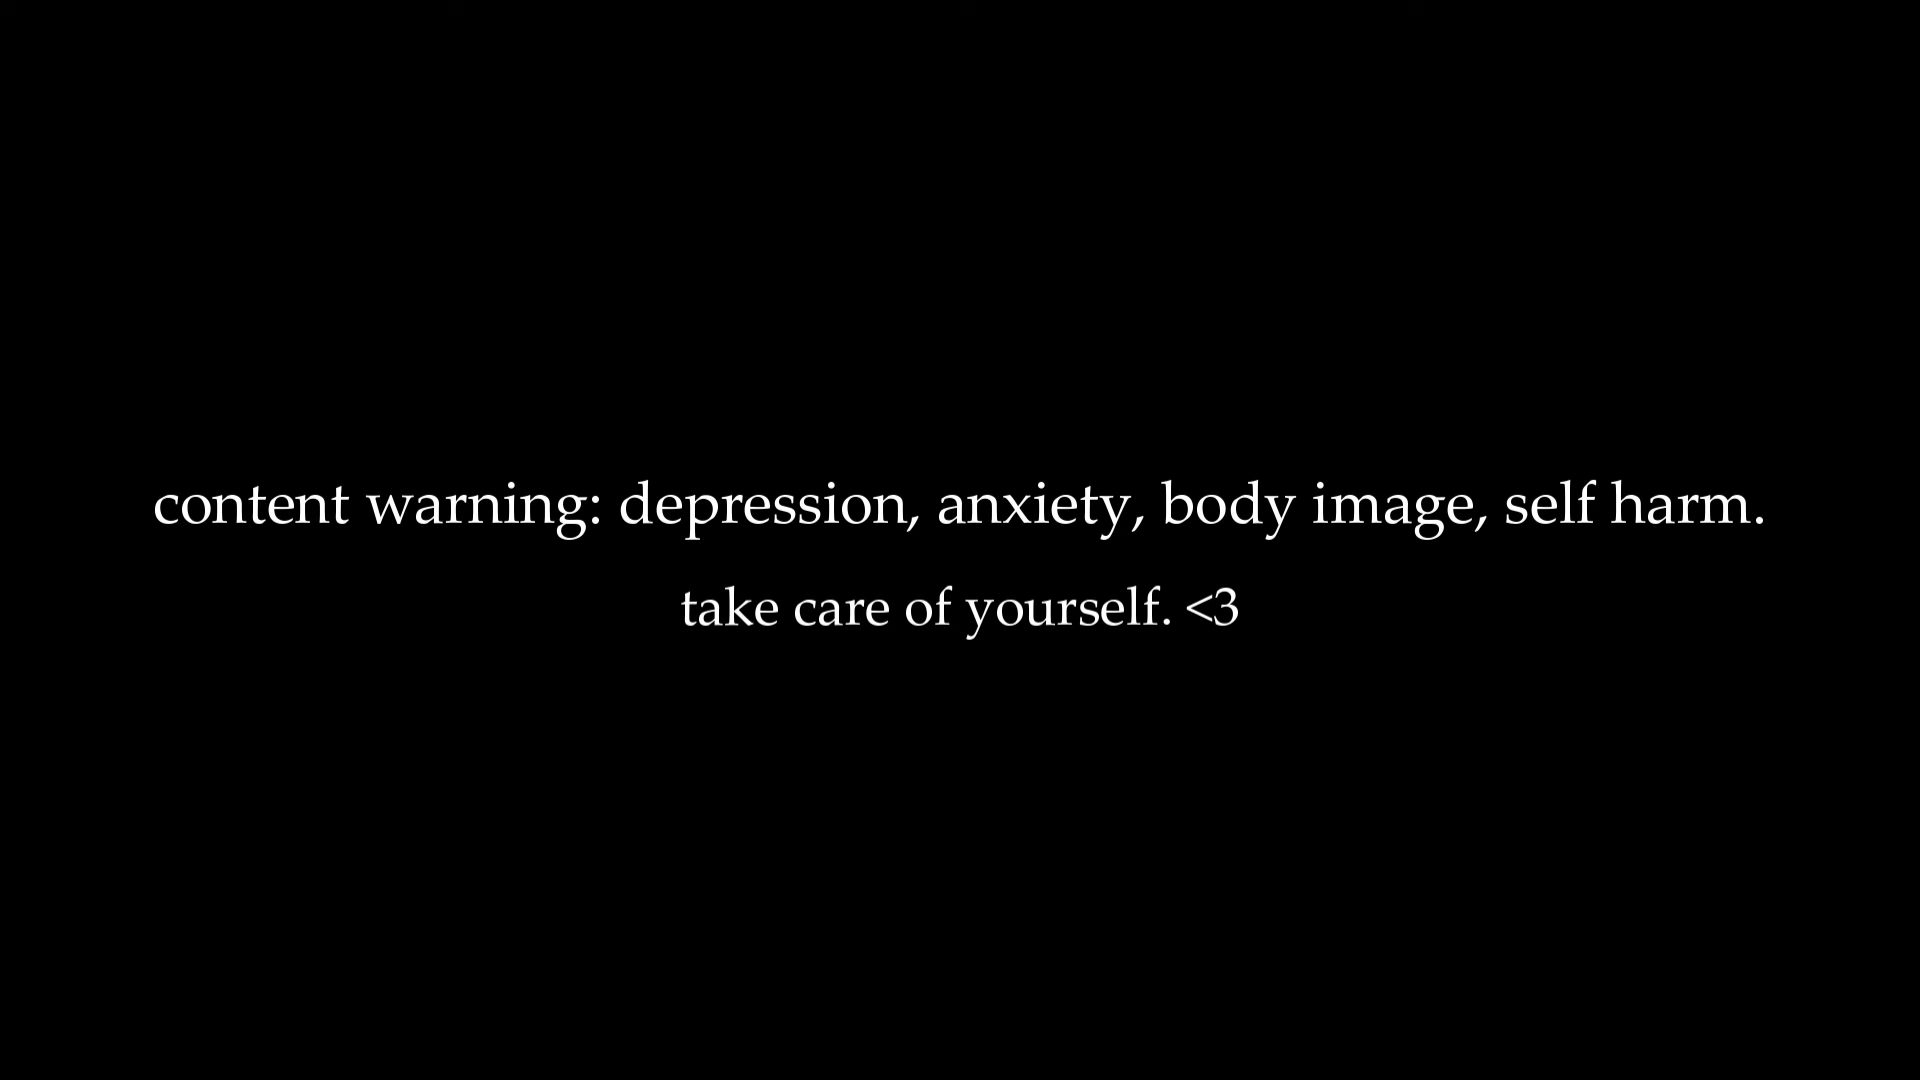 content warning: depression, anxiety, body image, self harm.
take care of yourself. <3